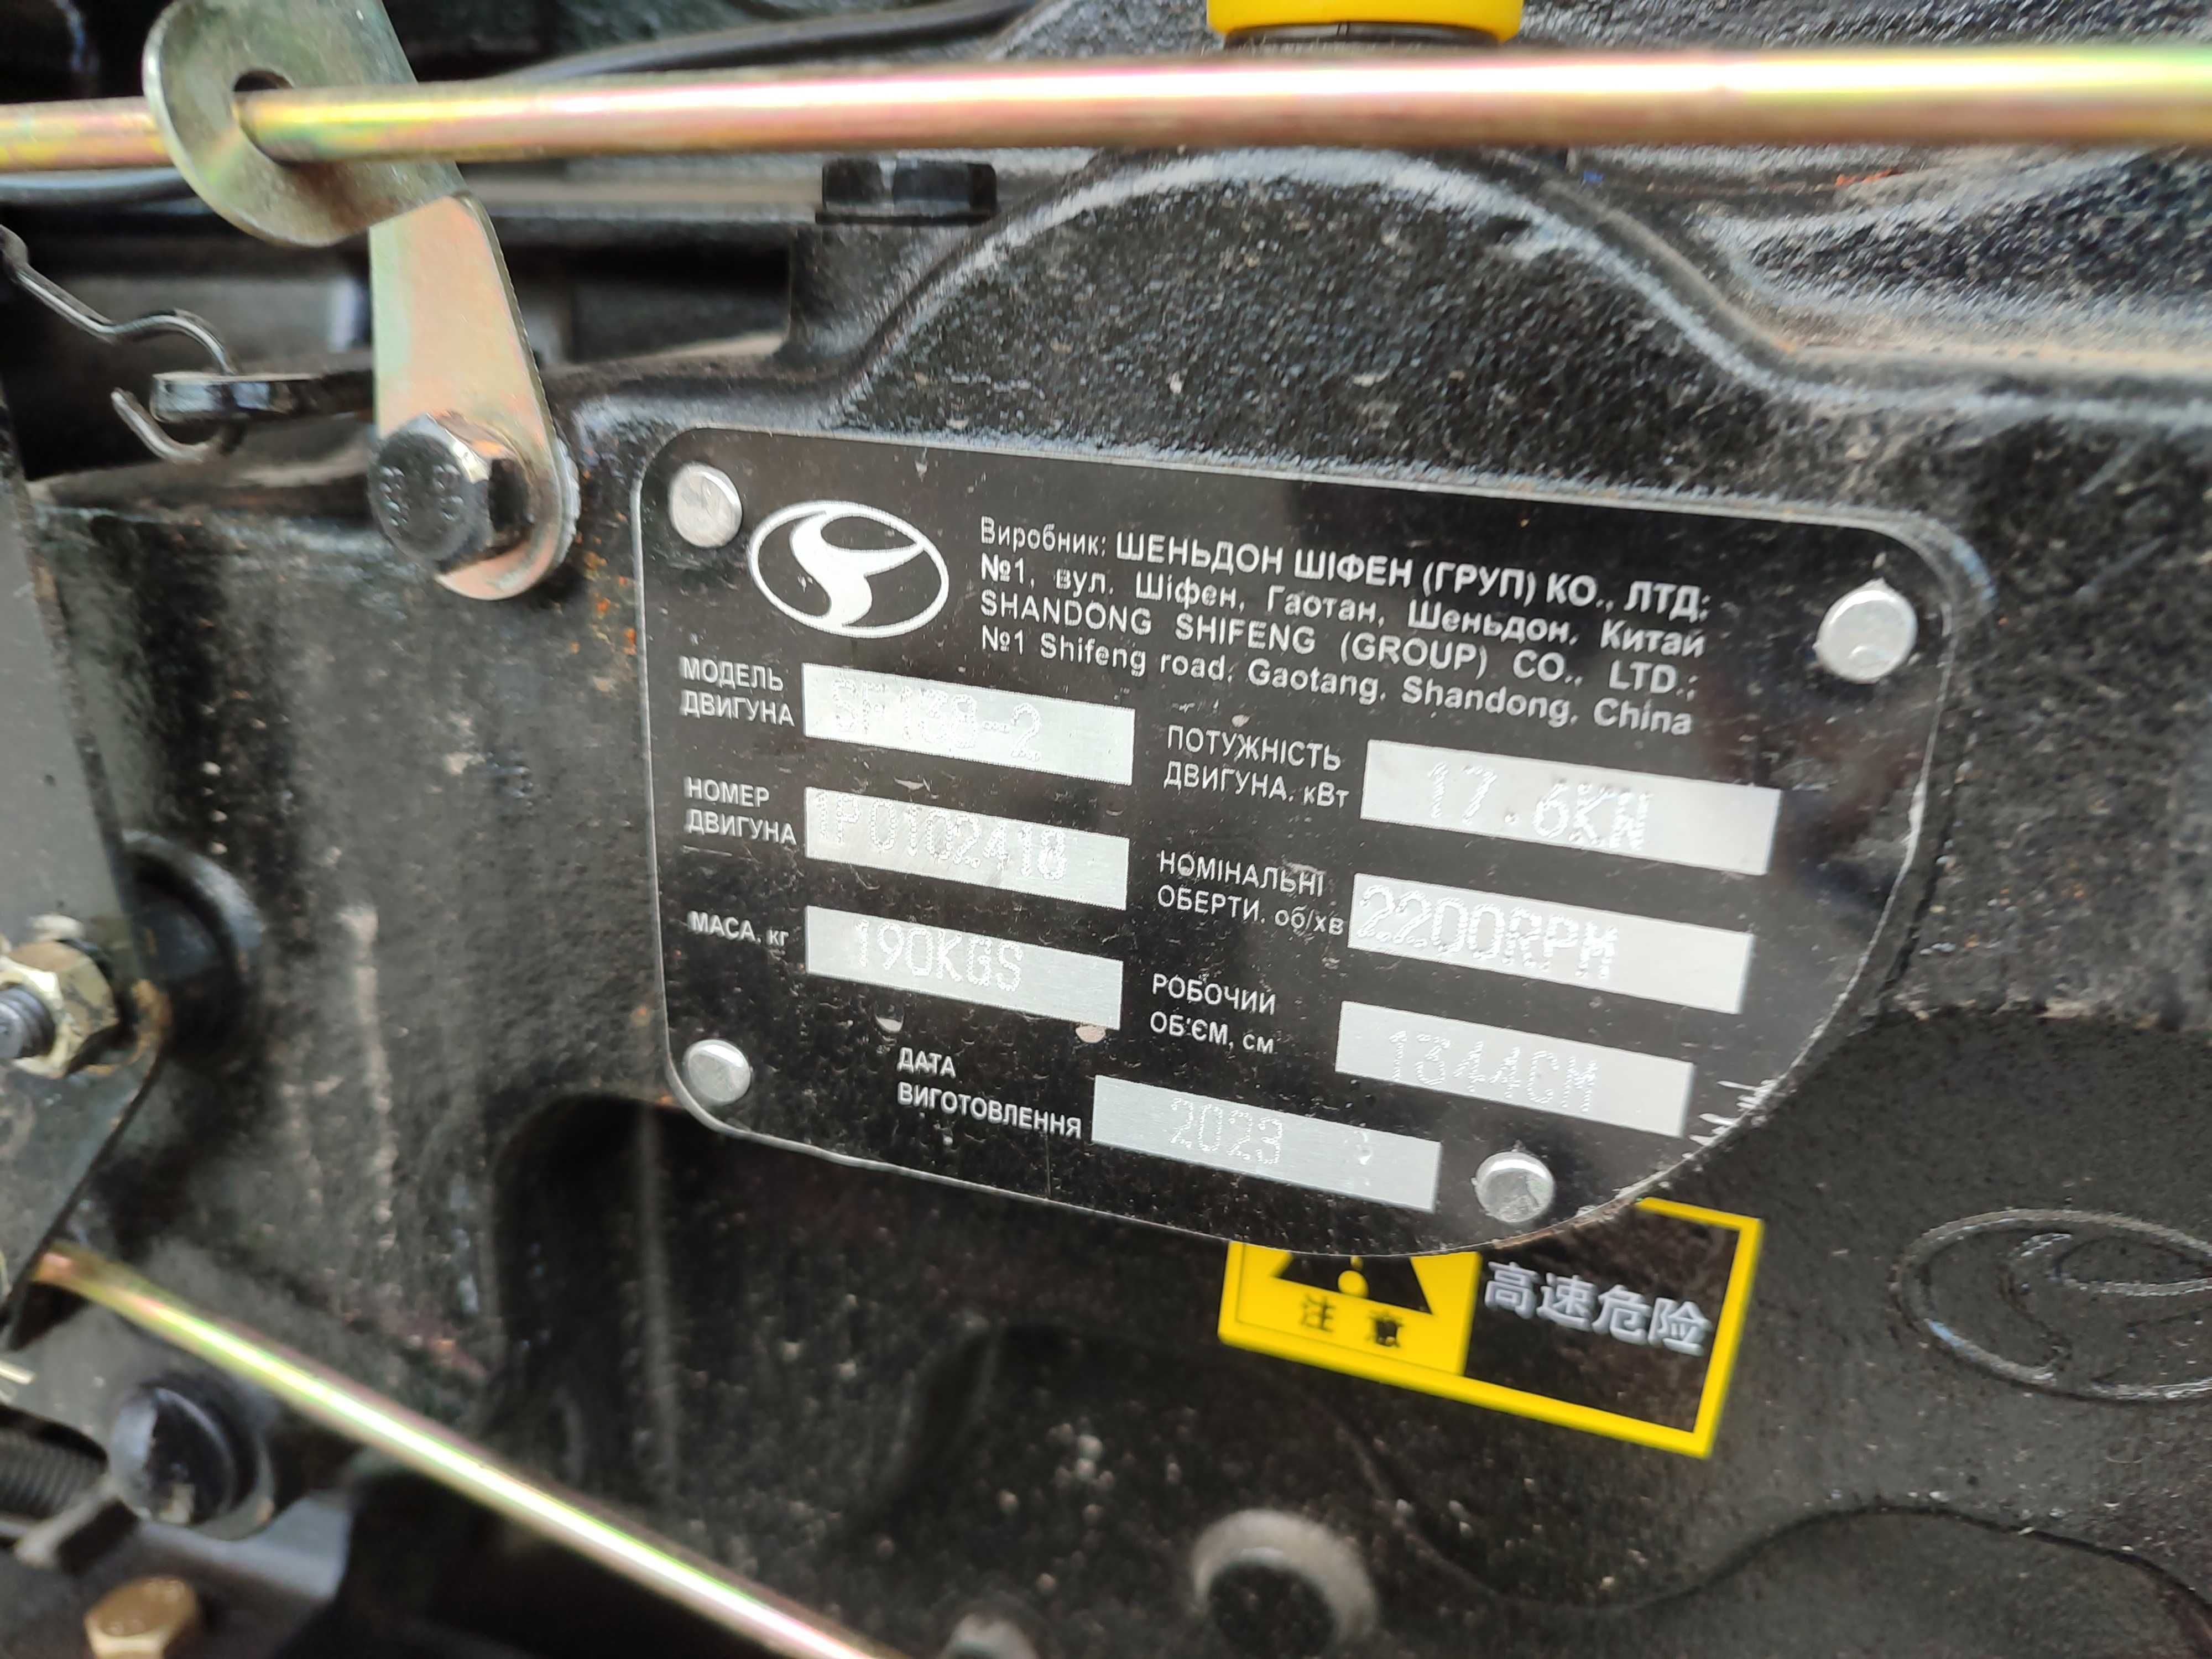 Виробник: ШЕНЬДОН ШІФЕН (ГРУП) КО., ЛТД;
№1, вул. Шіфен, Гаотан, Шеньдон, Китай
SHANDONG SHIFENG (GROUP) CO., LTD.;
№1 Shifeng road, Gaotang, Shandong, China
МОДЕЛЬ
ДВИГУНА
SF138-2
ПОТУЖНІСТЬ
ДВИГУНА, кВт
17.6KW
НОМЕР
ДВИГУНА
1P0102418
НОМІНАЛЬНІ
ОБЕРТИ, об/хв
2200RPM
МАСА, кг
190KGS
РОБОЧИЙ
ОБ'ЄМ, см
1344CM
ДАТА
ВИГОТОВЛЕННЯ
2023
注意
高速危险